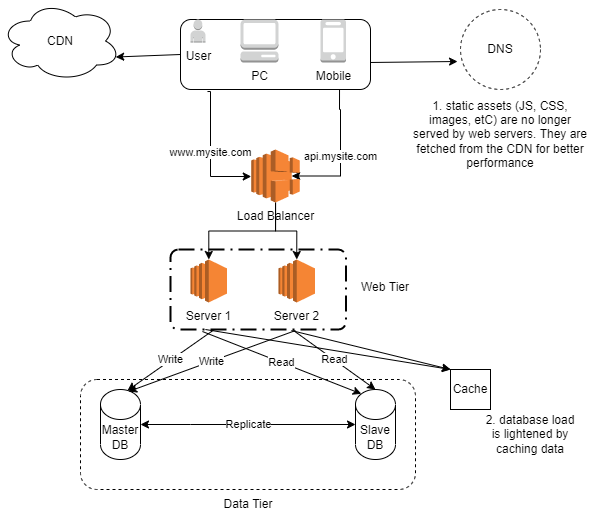 CDN
User
PC
Mobile
DNS
1. static assets (JS, CSS,
images, etC) are no longer
served by web servers. They are
fetched from the CDN for better
performance
www.mysite.com
api.mysite.com
Load Balancer
Server 1
Server 2
Web Tier
Write
Write
Read
Read
Cache
2. database load
is lightened by
caching data
Master
DB
Replicate
Slave
DB
Data Tier